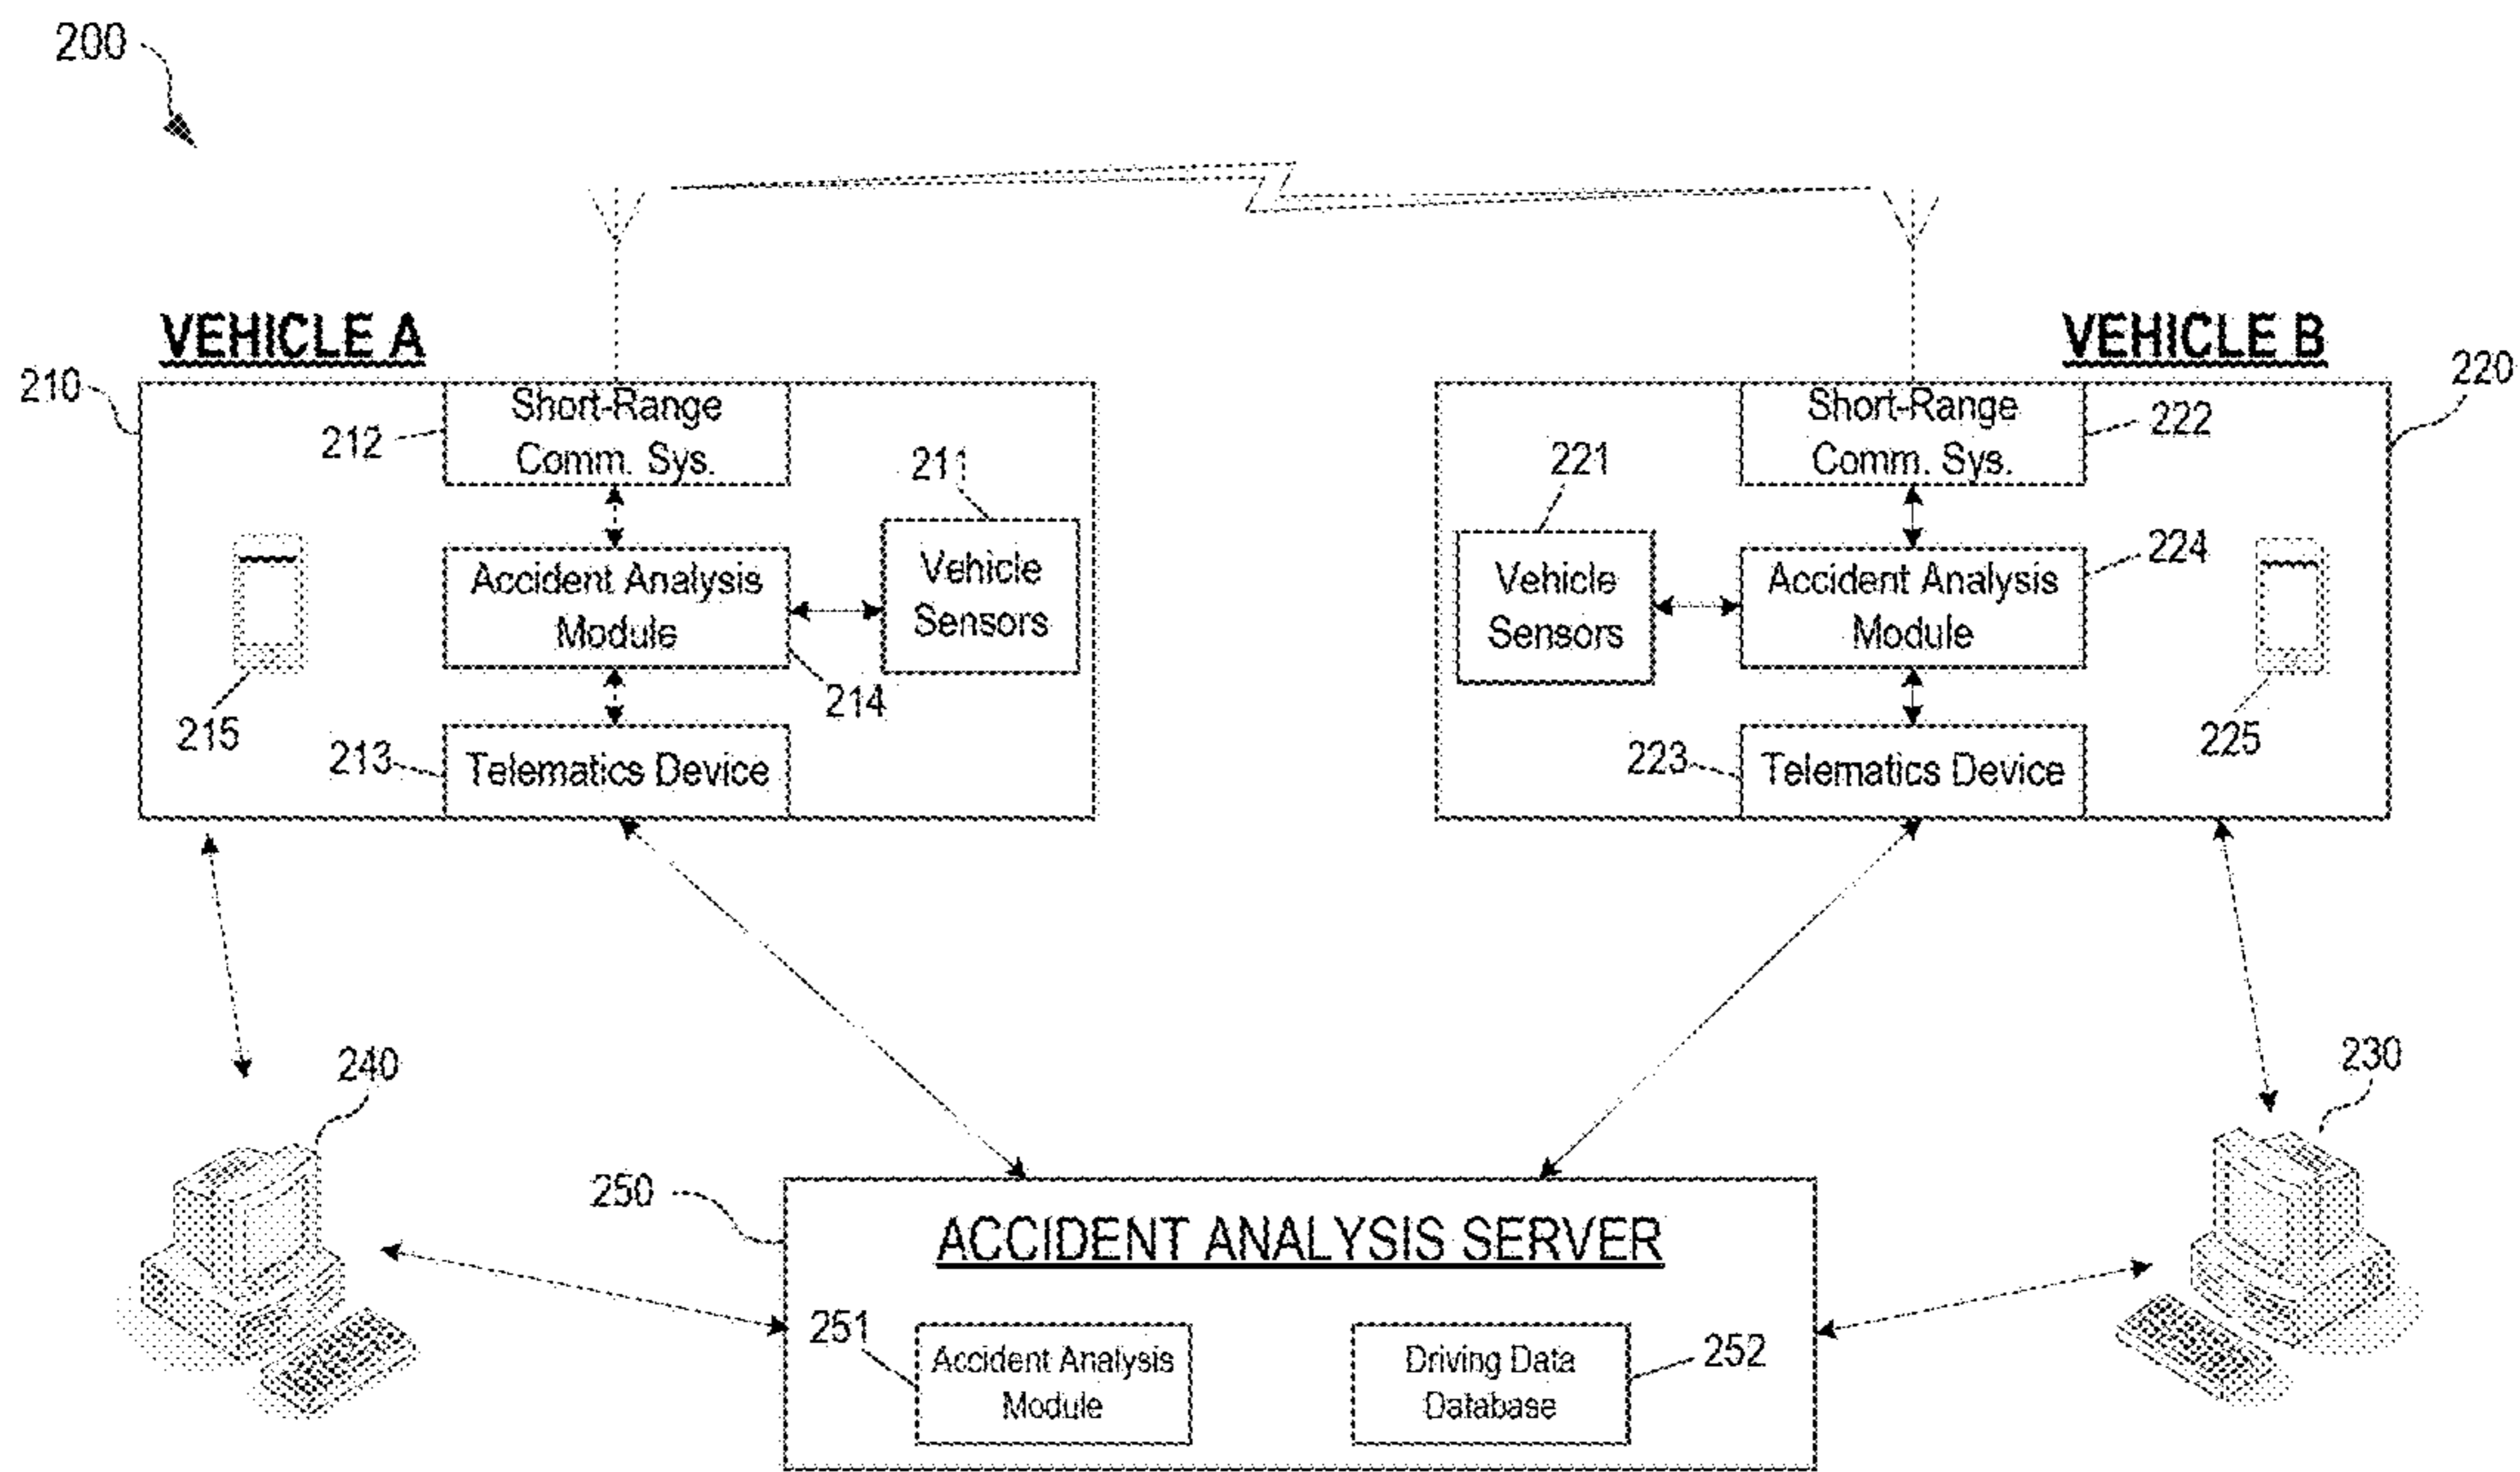 200
VEHICLE A
VEHICLE B
210
220
Short-Range
Comm. Sys.
212
211
Vehicle
Sensors
Accident Analysis
Module
214
215
213
Telematics Device
Short-Range
Comm. Sys.
222
221
Vehicle
Sensors
Accident Analysis
Module
224
225
223
Telematics Device
240
230
250
ACCIDENT ANALYSIS SERVER
251
Accident Analysis
Module
Driving Data
Database
252